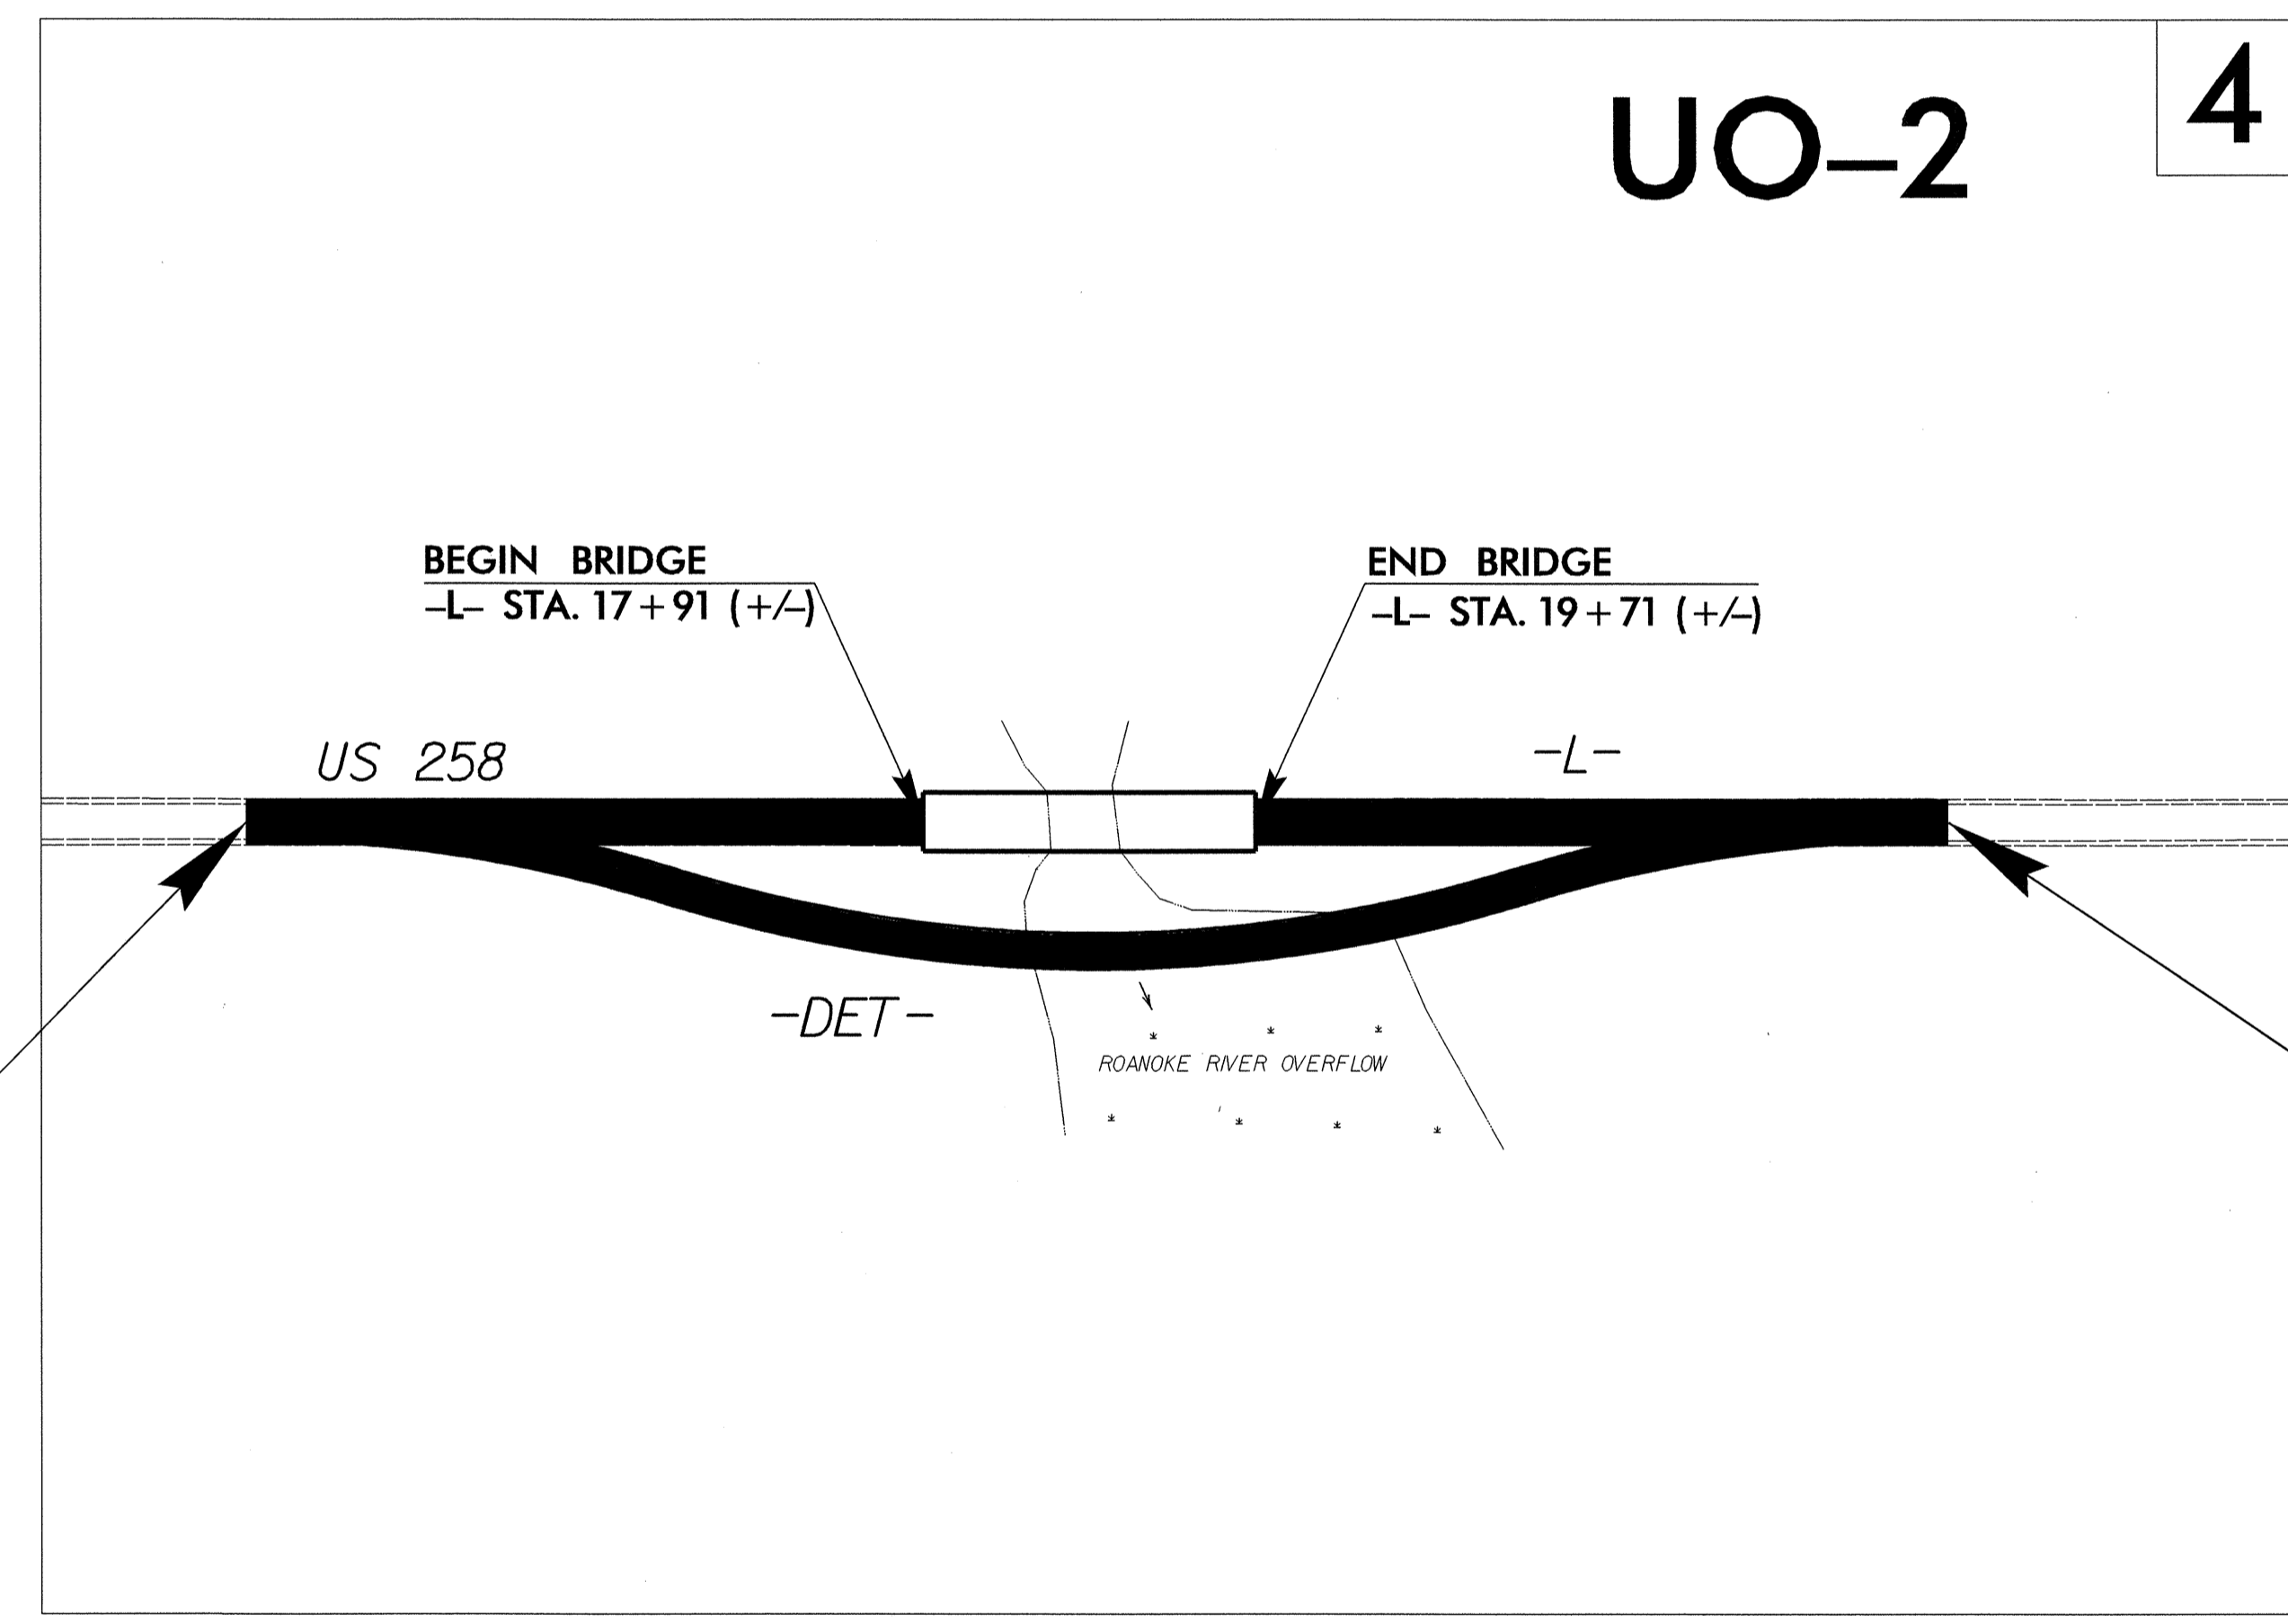 4
UO-2
BEGIN BRIDGE
-L- STA. 17+91 (+/-)
END BRIDGE
-L- STA. 19+71 (+/-)
US 258
-L-
-DET-
ROANOKE RIVER OVERFLOW